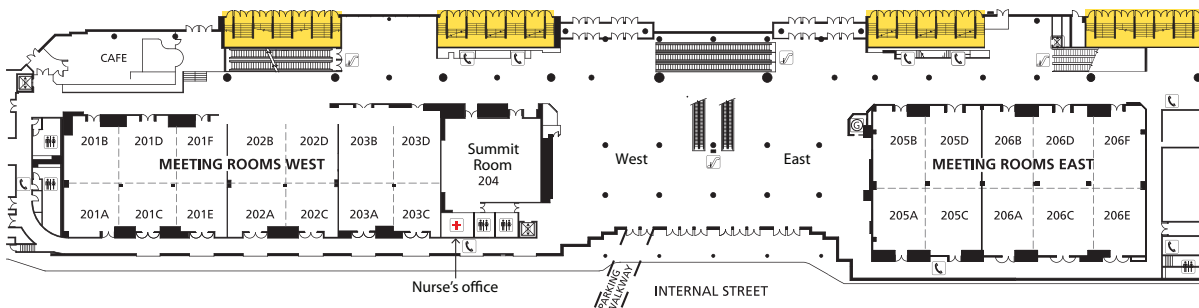 CAFE
201B 201D 201F 202B 202D 203B 203D
MEETING ROOMS WEST
201A 201C 201E 202A 202C 203A 203C
Summit
Room
204
Nurse's office
West
East
G
205B 205D 206B 206D 206F
MEETING ROOMS EAST
205A 205C 206A 206C 206E
PARKING
WALKWAY
INTERNAL STREET